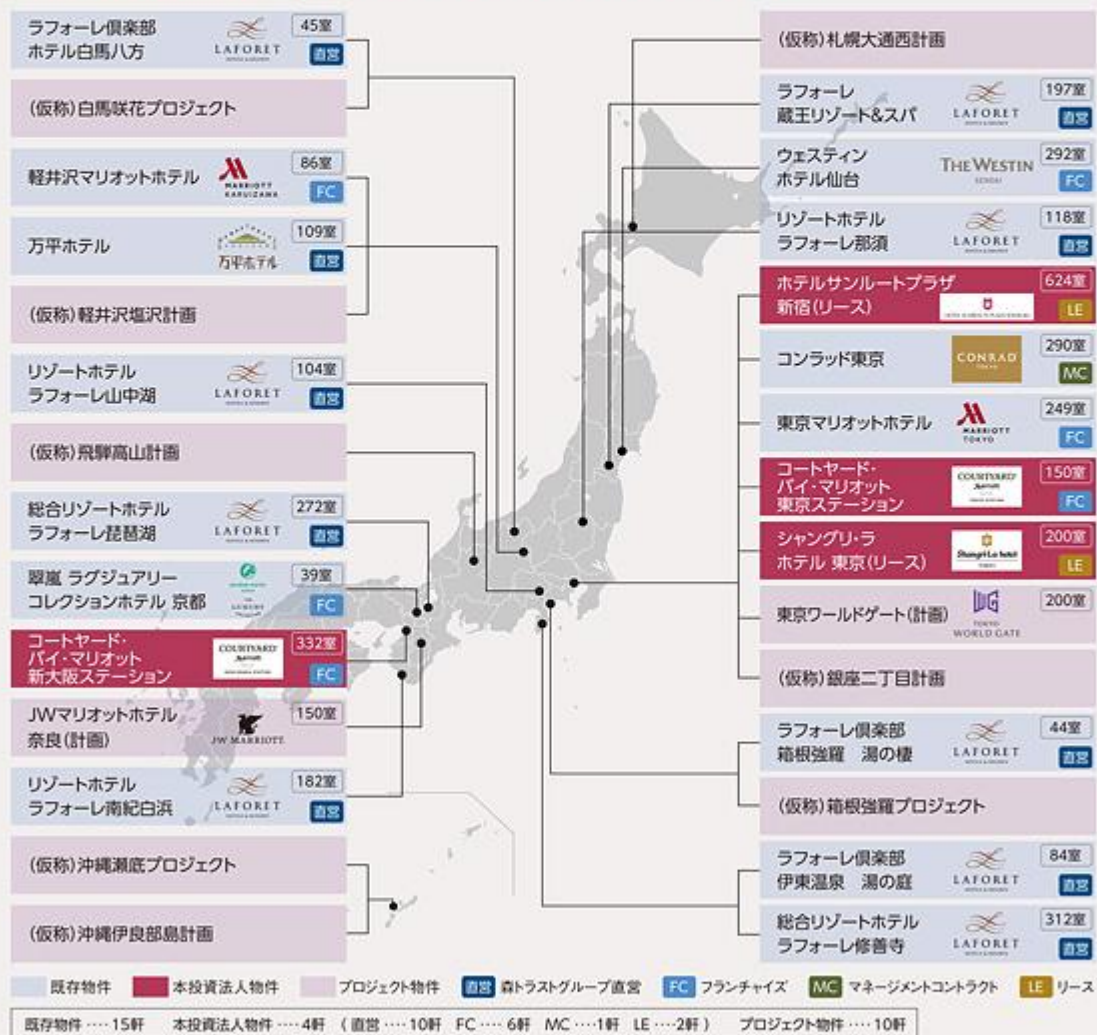 ラフォーレ倶楽部
ホテル白馬八方
LAFORET
45室
直営
(仮称)白馬咲花プロジェクト
軽井沢マリオットホテル
MARRIOTT
KARUIZAWA
86室
FC
万平ホテル
万平ホテル
109室
直営
(仮称)軽井沢塩沢計画
リゾートホテル
ラフォーレ山中湖
LAFORET
104室
直営
(仮称)飛騨高山計画
総合リゾートホテル
ラフォーレ琵琶湖
LAFORET
272室
直営
翠嵐 ラグジュアリー
コレクションホテル 京都
39室
FC
コートヤード・
バイ・マリオット
新大阪ステーション
COURTYARD
Marriott
332室
FC
JWマリオットホテル
奈良(計画)
JW MARRIOTT
150室
リゾートホテル
ラフォーレ南紀白浜
LAFORET
182室
直営
(仮称)沖縄瀬底プロジェクト
(仮称)沖縄伊良部島計画
(仮称)札幌大通西計画
ラフォーレ
蔵王リゾート&スパ
LAFORET
197室
直営
ウェスティン
ホテル仙台
THE WESTIN
SENDAI
292室
FC
リゾートホテル
ラフォーレ那須
LAFORET
118室
直営
ホテルサンルートプラザ
新宿(リース)
624室
LE
コンラッド東京
CONRAD
TOKYO
290室
MC
東京マリオットホテル
MARRIOTT
TOKYO
249室
FC
コートヤード・
バイ・マリオット
東京ステーション
COURTYARD
Marriott
150室
FC
シャングリ・ラ
ホテル 東京(リース)
Shangri-La hotel
TOKYO
200室
LE
東京ワールドゲート(計画)
TOKYO
WORLD GATE
200室
(仮称)銀座二丁目計画
ラフォーレ倶楽部
箱根強羅 湯の棲
LAFORET
44室
直営
(仮称)箱根強羅プロジェクト
ラフォーレ倶楽部
伊東温泉 湯の庭
LAFORET
84室
直営
総合リゾートホテル
ラフォーレ修善寺
LAFORET
312室
直営
既存物件 本投資法人物件 プロジェクト物件 直営 森トラストグループ直営 FC フランチャイズ MC マネージメントコントラクト LE リース
既存物件‥‥15軒 本投資法人物件‥‥4軒 (直営‥‥10軒 FC‥‥6軒 MC‥‥1軒 LE‥‥2軒) プロジェクト物件‥‥10軒